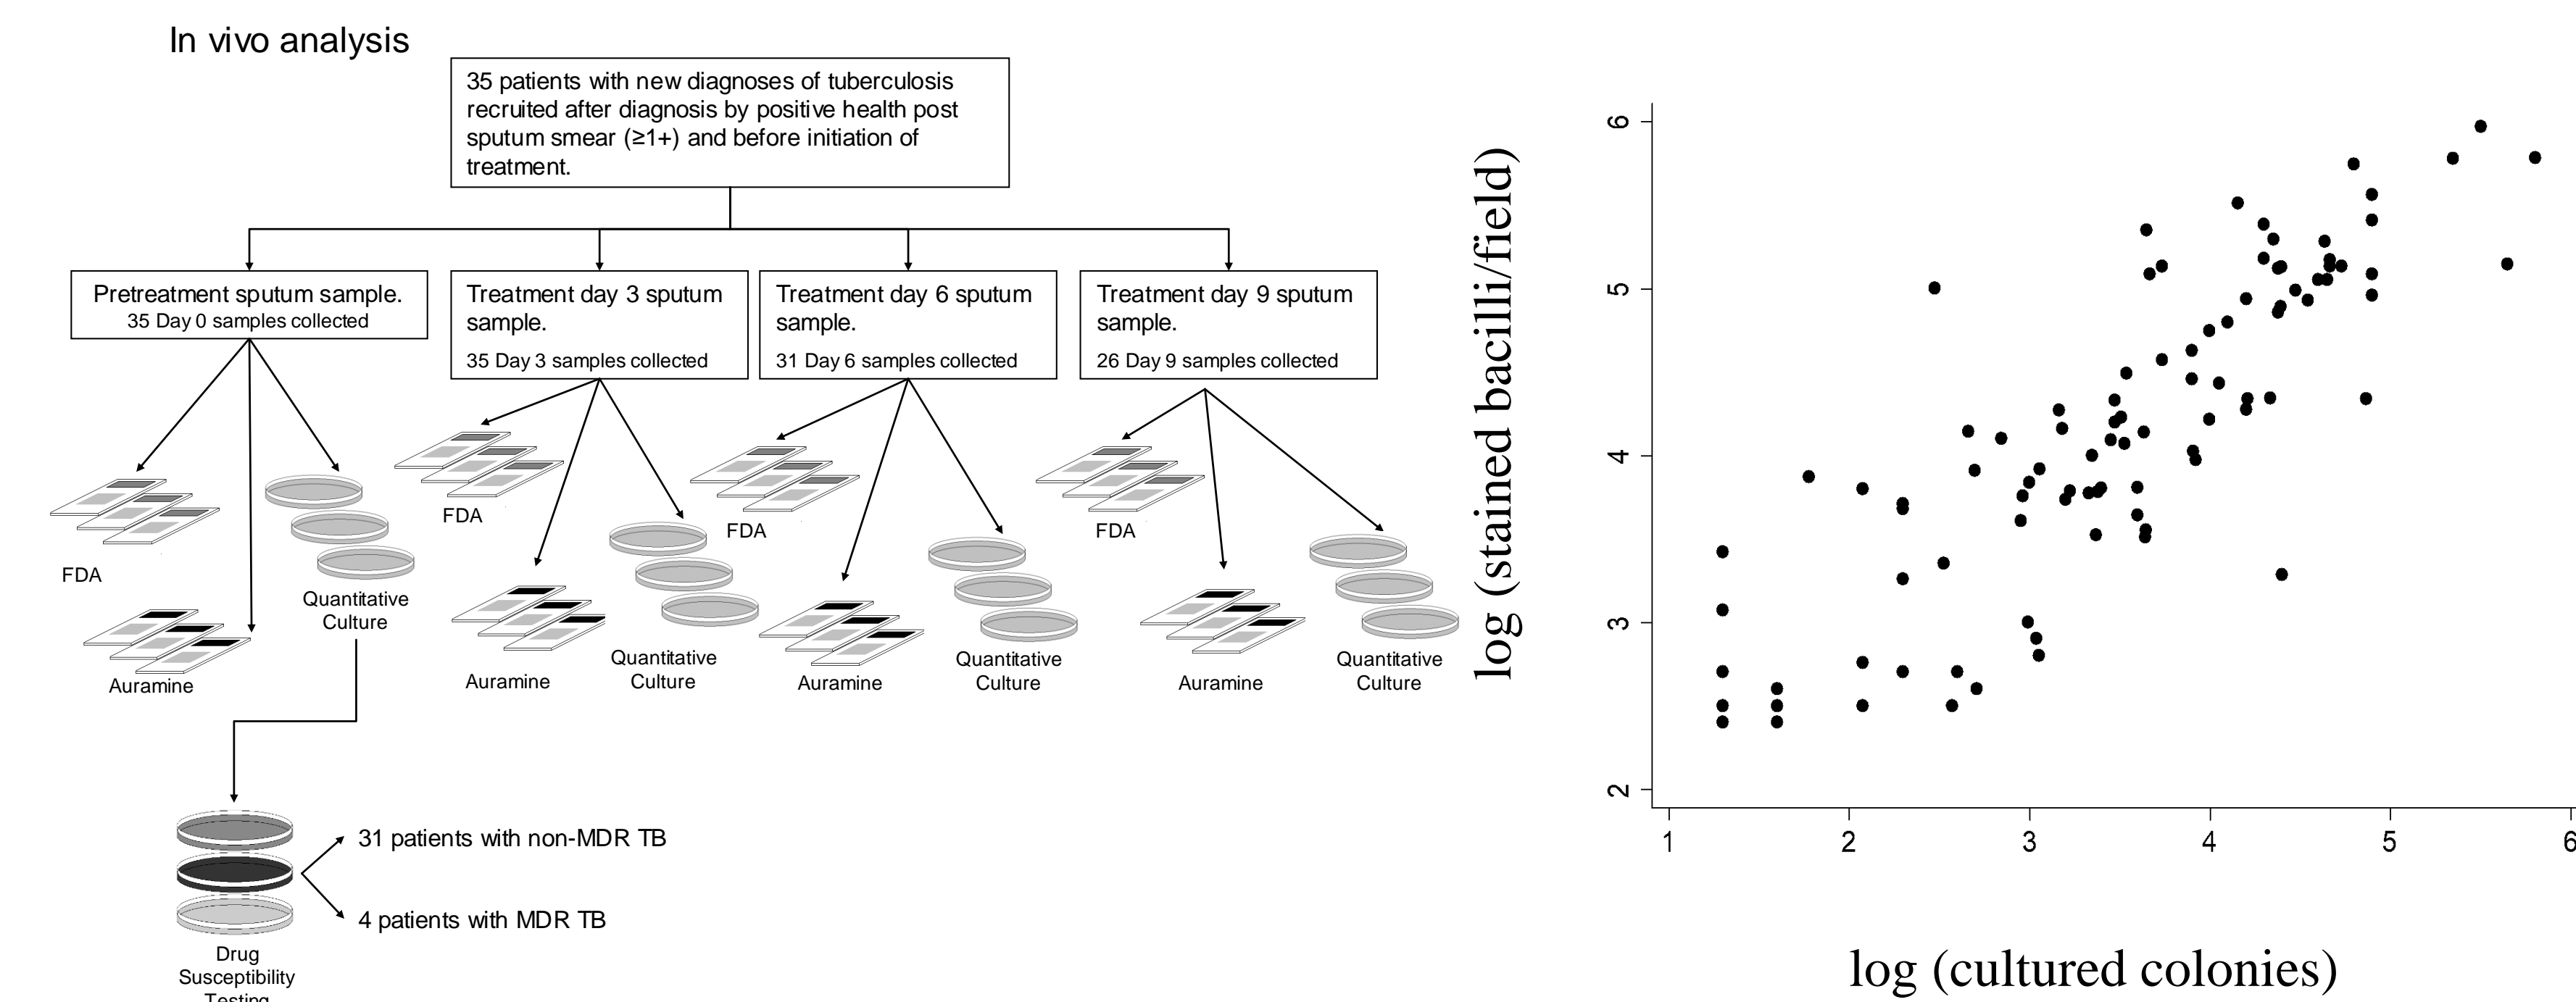 In vivo analysis
35 patients with new diagnoses of tuberculosis
recruited after diagnosis by positive health post
sputum smear (≥1+) and before initiation of
treatment.
Pretreatment sputum sample.
35 Day 0 samples collected
Treatment day 3 sputum
sample.
35 Day 3 samples collected
Treatment day 6 sputum
sample.
31 Day 6 samples collected
Treatment day 9 sputum
sample.
26 Day 9 samples collected
FDA
Auramine
Quantitative
Culture
FDA
Auramine
Quantitative
Culture
FDA
Auramine
Quantitative
Culture
FDA
Auramine
Quantitative
Culture
31 patients with non-MDR TB
4 patients with MDR TB
Drug
Susceptibility
Testing
log (stained bacilli/field)
6
5
4
3
2
1 2 3 4 5 6
log (cultured colonies)